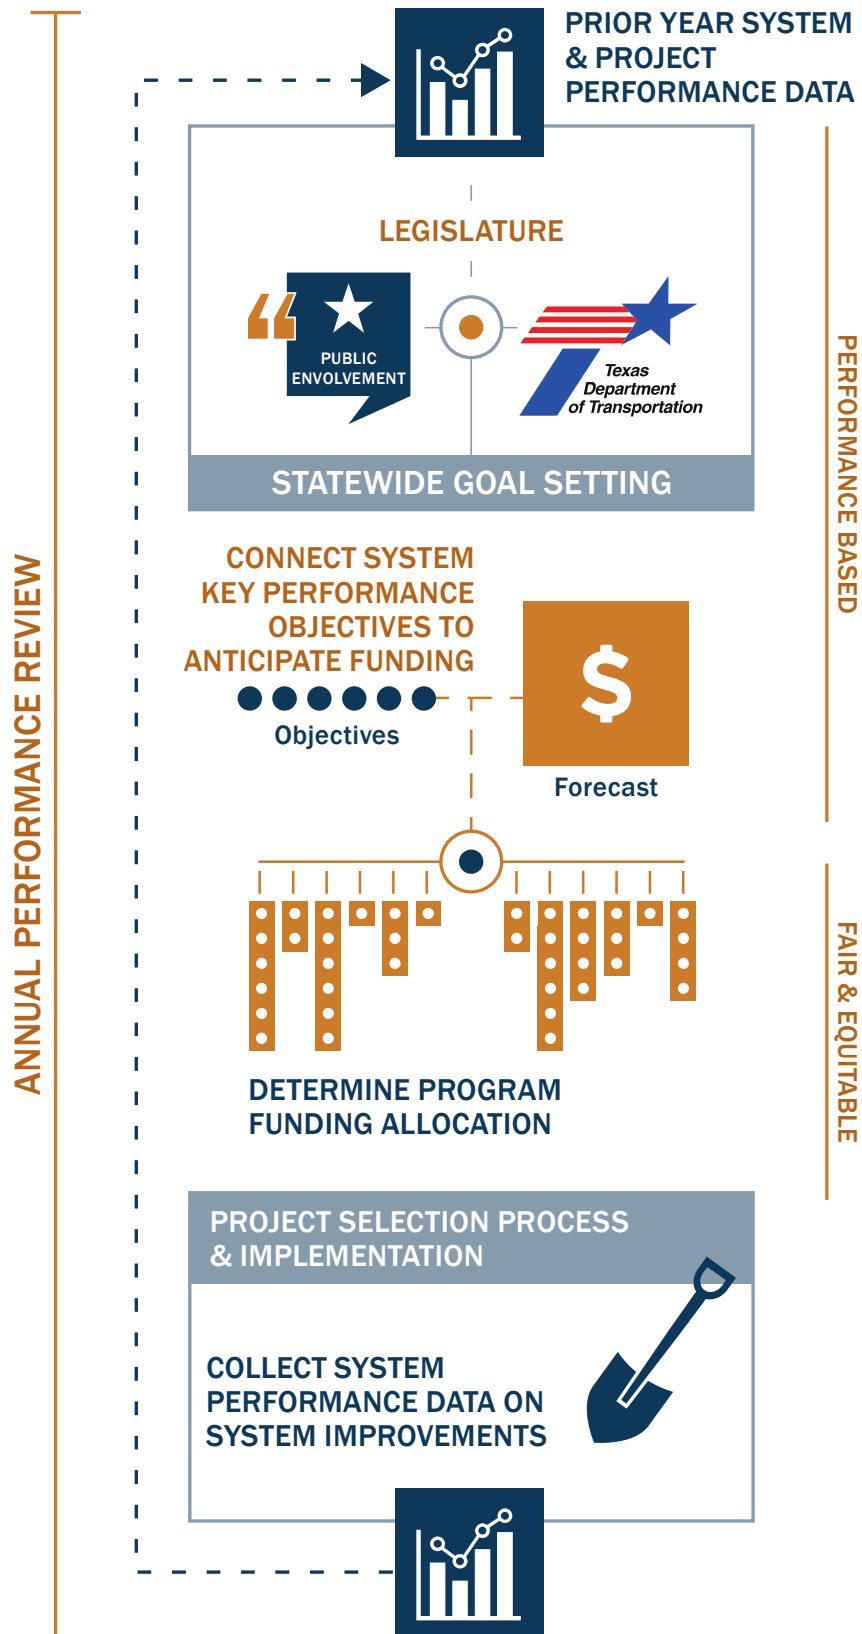 PRIOR YEAR SYSTEM
& PROJECT
PERFORMANCE DATA
LEGISLATURE
PUBLIC
ENVOLVEMENT
Texas
Department
of Transportation
STATEWIDE GOAL SETTING
CONNECT SYSTEM
KEY PERFORMANCE
OBJECTIVES TO
ANTICIPATE FUNDING
Objectives
$
Forecast
DETERMINE PROGRAM
FUNDING ALLOCATION
PROJECT SELECTION PROCESS
& IMPLEMENTATION
COLLECT SYSTEM
PERFORMANCE DATA ON
SYSTEM IMPROVEMENTS
ANNUAL PERFORMANCE REVIEW
PERFORMANCE BASED
FAIR & EQUITABLE